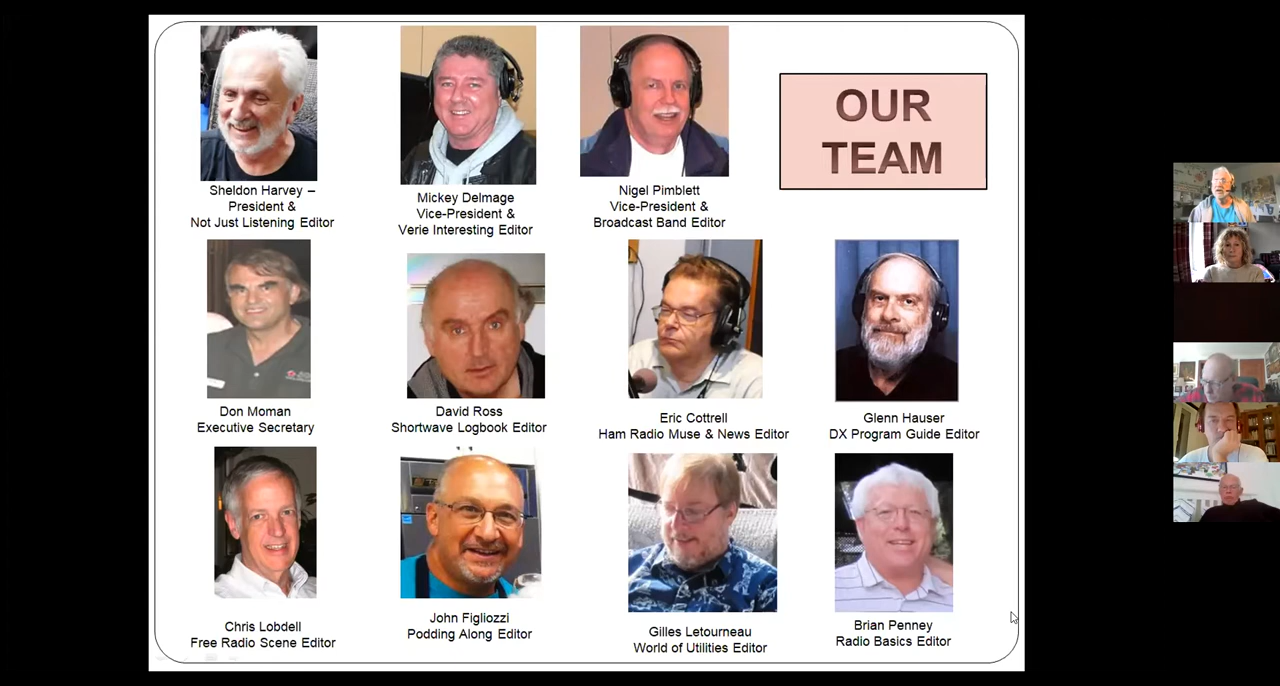 OUR
TEAM
Sheldon Harvey –
President &
Not Just Listening Editor
Mickey Delmage
Vice-President &
Verie Interesting Editor
Nigel Pimblett
Vice-President &
Broadcast Band Editor
Don Moman
Executive Secretary
David Ross
Shortwave Logbook Editor
Eric Cottrell
Ham Radio Muse & News Editor
Glenn Hauser
DX Program Guide Editor
Chris Lobdell
Free Radio Scene Editor
John Figliozzi
Podding Along Editor
Gilles Letourneau
World of Utilities Editor
Brian Penney
Radio Basics Editor